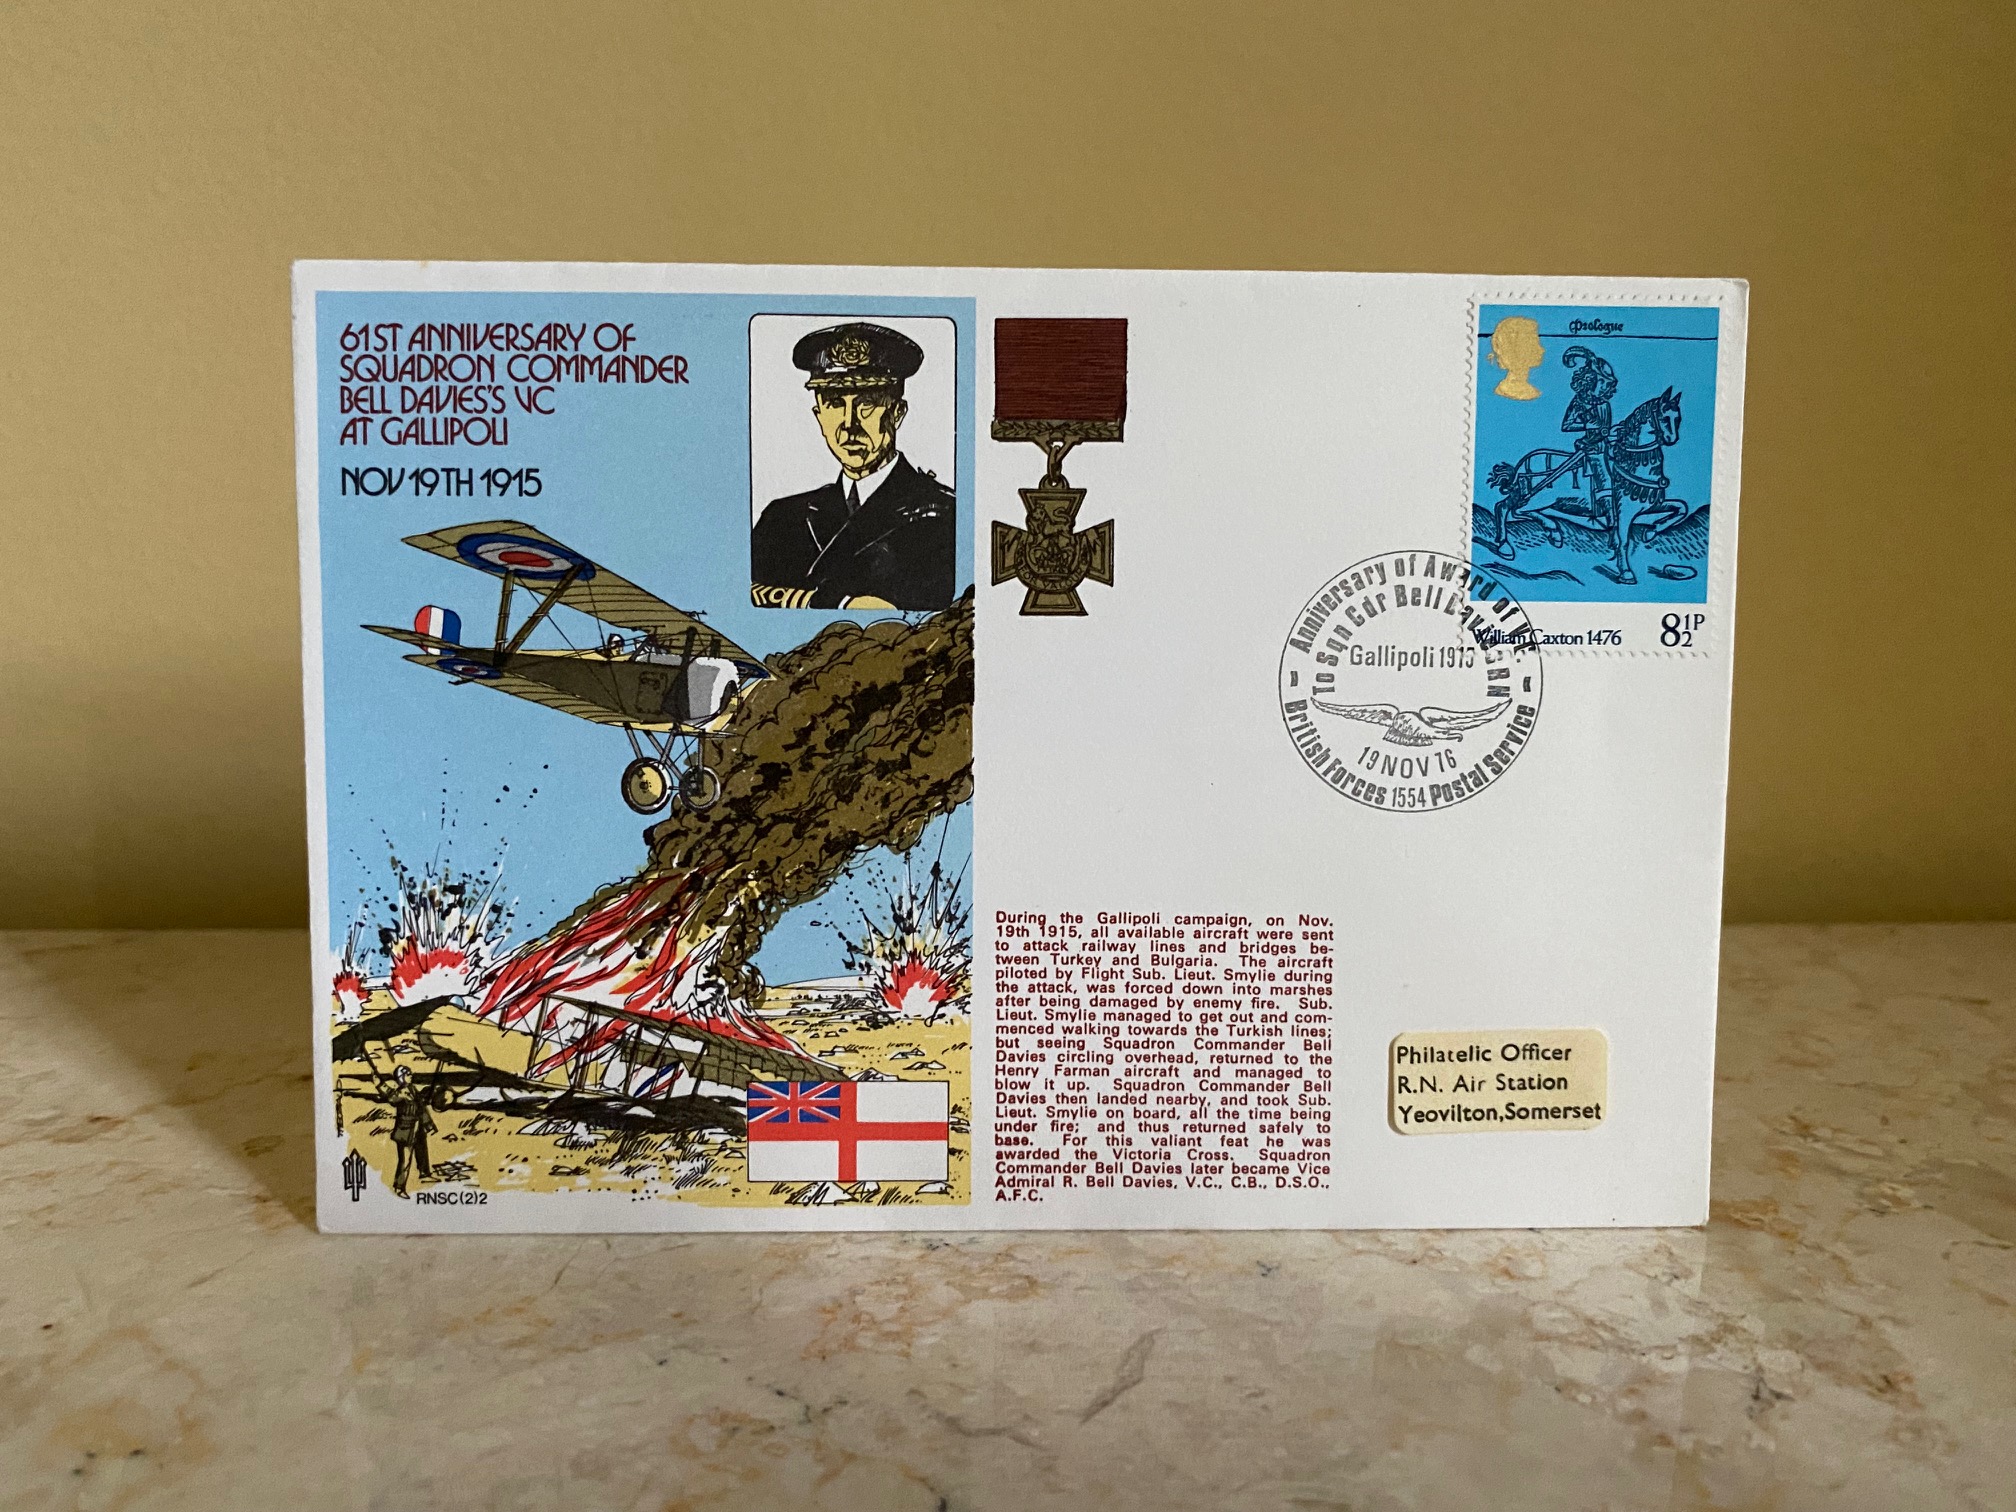 61ST ANNIVERSARY OF
SQUADRON COMMANDER
BELL DAVIES'S VC
AT GALLIPOLI
NOV 19TH 1915
RNSC(2)2
During the Gallipoli campaign, on Nov.
19th 1915, all available aircraft were sent
to attack railway lines and bridges be-
tween Turkey and Bulgaria. The aircraft
piloted by Flight Sub. Lieut. Smylie during
the attack, was forced down into marshes
after being damaged by enemy fire. Sub.
Lieut. Smylie managed to get out and com-
menced walking towards the Turkish lines;
but seeing Squadron Commander Bell
Davies circling overhead, returned to the
Henry Farman aircraft and managed to
blow it up. Squadron Commander Bell
Davies then landed nearby, and took Sub.
Lieut. Smylie on board, all the time being
under fire; and thus returned safely to
base. For this valiant feat he was
awarded the Victoria Cross. Squadron
Commander Bell Davies later became Vice
Admiral R. Bell Davies, V.C., C.B., D.S.O.,
A.F.C.
Prologue
William Caxton 1476 8½P
Anniversary of Award of VC
To Sqn Cdr Bell Davies RN
Gallipoli 1915
19 NOV 76
British Forces 1554 Postal Service
Philatelic Officer
R.N. Air Station
Yeovilton,Somerset